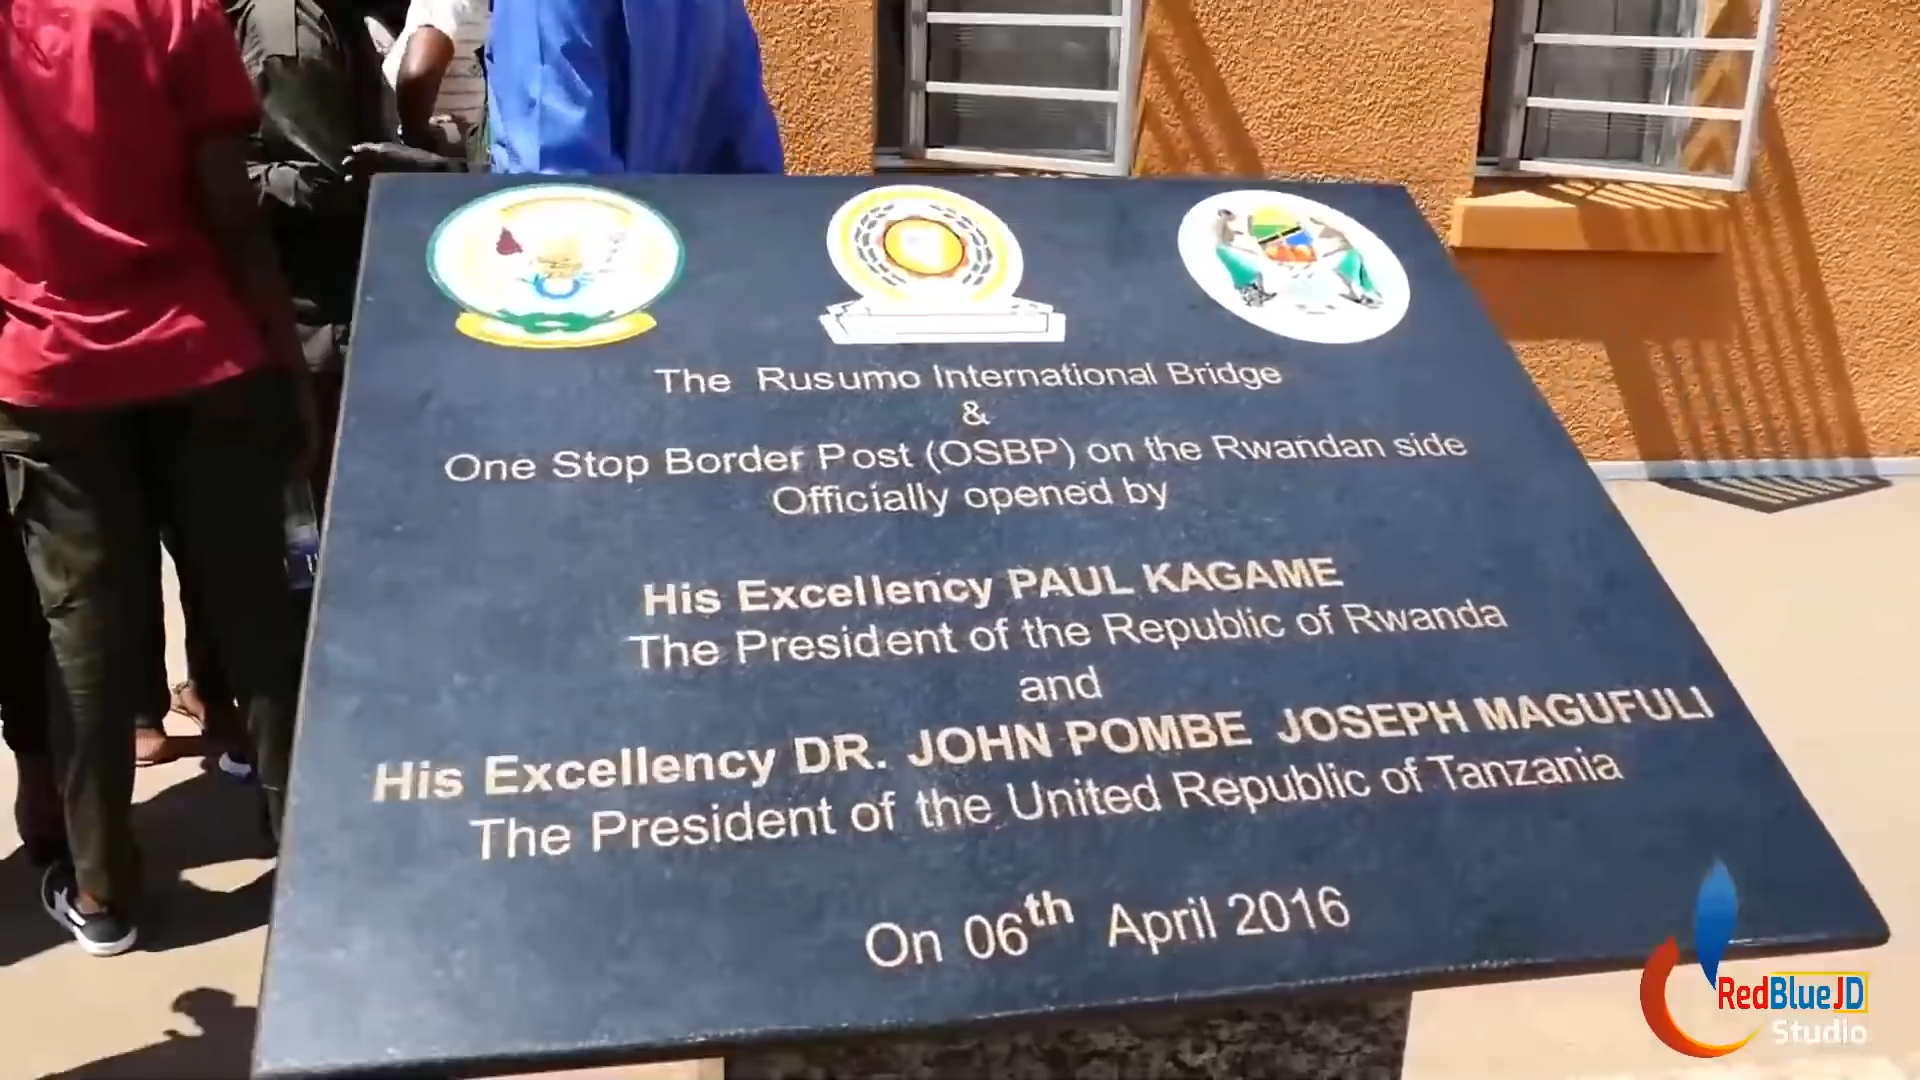 The Rusumo International Bridge
&
One Stop Border Post (OSBP) on the Rwandan side
Officially opened by
His Excellency PAUL KAGAME
The President of the Republic of Rwanda
and
His Excellency DR. JOHN POMBE JOSEPH MAGUFULI
The President of the United Republic of Tanzania
On 06th April 2016
RedBlueJD
Studio